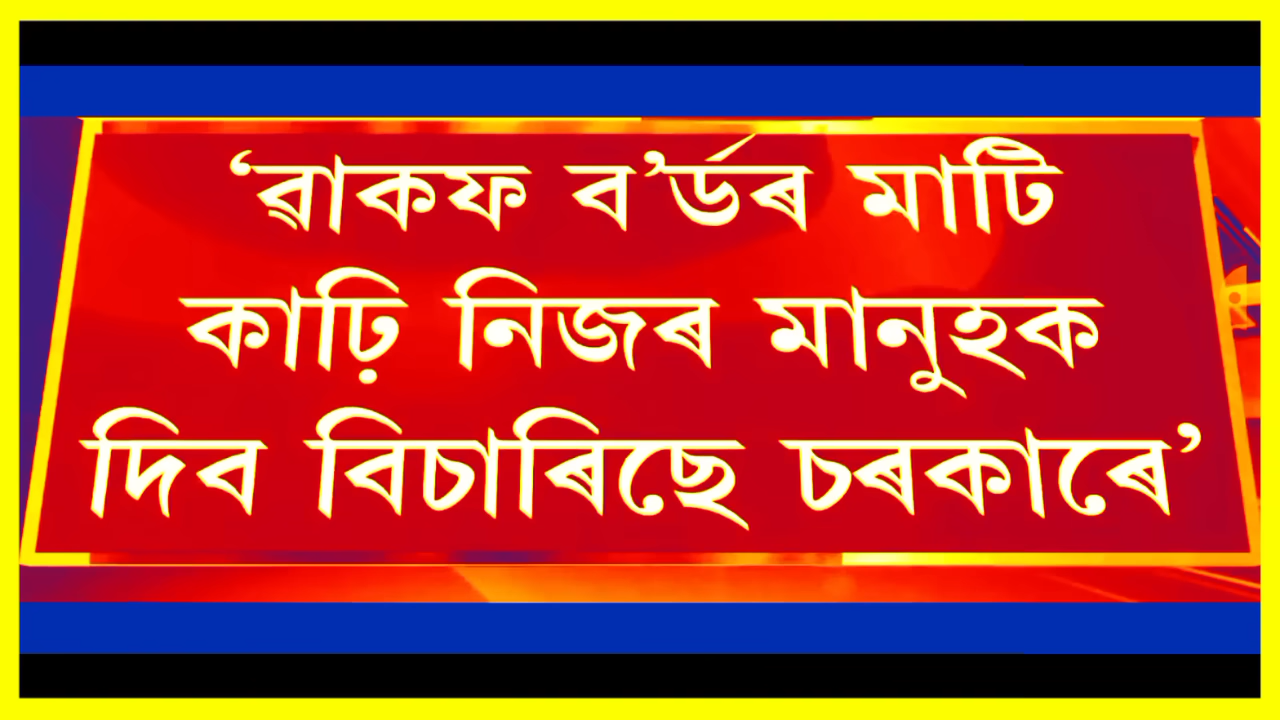 ‘ৱাকফ ব’ৰ্ডৰ মাটি
কাঢ়ি নিজৰ মানুহক
দিব বিচাৰিছে চৰকাৰে’